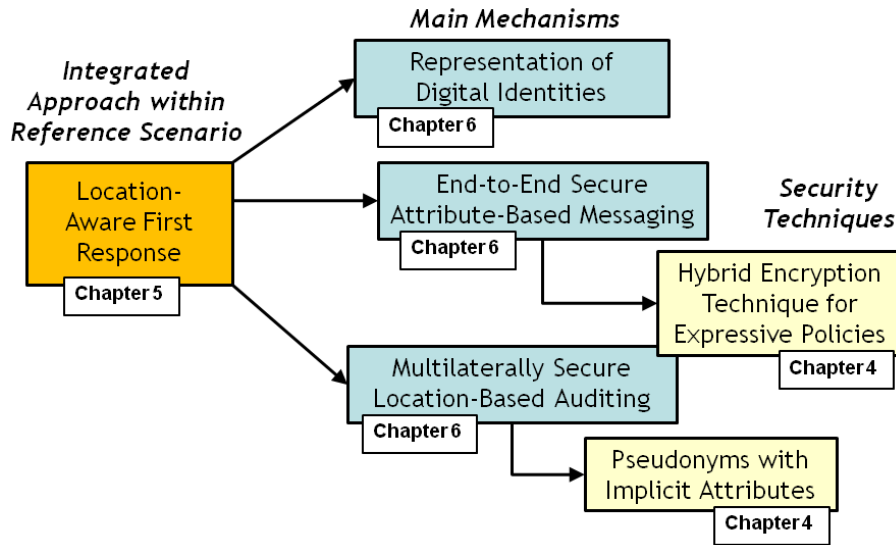 Main Mechanisms
Integrated
Approach within
Reference Scenario
Representation of
Digital Identities
Chapter 6
Location-
Aware First
Response
Chapter 5
End-to-End Secure
Attribute-Based Messaging
Chapter 6
Security
Techniques
Hybrid Encryption
Technique for
Expressive Policies
Chapter 4
Multilaterally Secure
Location-Based Auditing
Chapter 6
Pseudonyms with
Implicit Attributes
Chapter 4